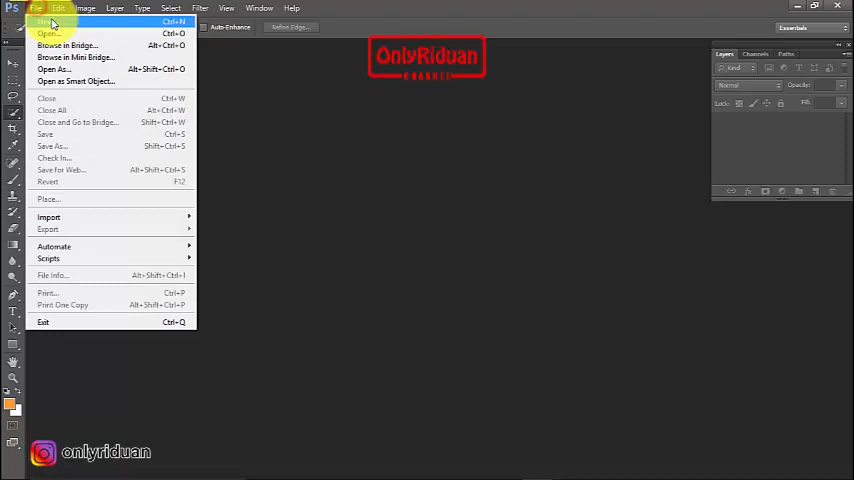 Ps File Edit Image Layer Type Select Filter View Window Help
Auto-Enhance Refine Edge... Essentials
New... Ctrl+N
Open... Ctrl+O
Browse in Bridge... Alt+Ctrl+O
Browse in Mini Bridge...
Open As... Alt+Shift+Ctrl+O
Open as Smart Object...
Close Ctrl+W
Close All Alt+Ctrl+W
Close and Go to Bridge... Shift+Ctrl+W
Save Ctrl+S
Save As... Shift+Ctrl+S
Check In...
Save for Web... Alt+Shift+Ctrl+S
Revert F12
Place...
Import
Export
Automate
Scripts
File Info... Alt+Shift+Ctrl+I
Print... Ctrl+P
Print One Copy Alt+Shift+Ctrl+P
Exit Ctrl+Q
OnlyRiduan
CHANNEL
Layers Channels Paths
Kind
Normal Opacity:
Lock: Fill:
onlyriduan